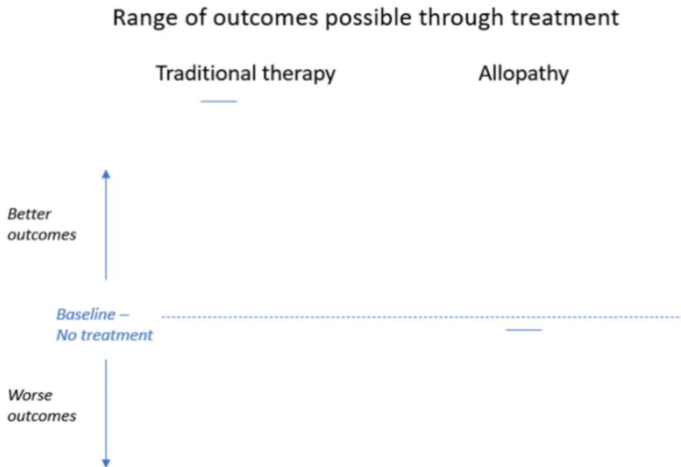 Range of outcomes possible through treatment
Traditional therapy
Allopathy
Better
outcomes
Baseline –
No treatment
Worse
outcomes